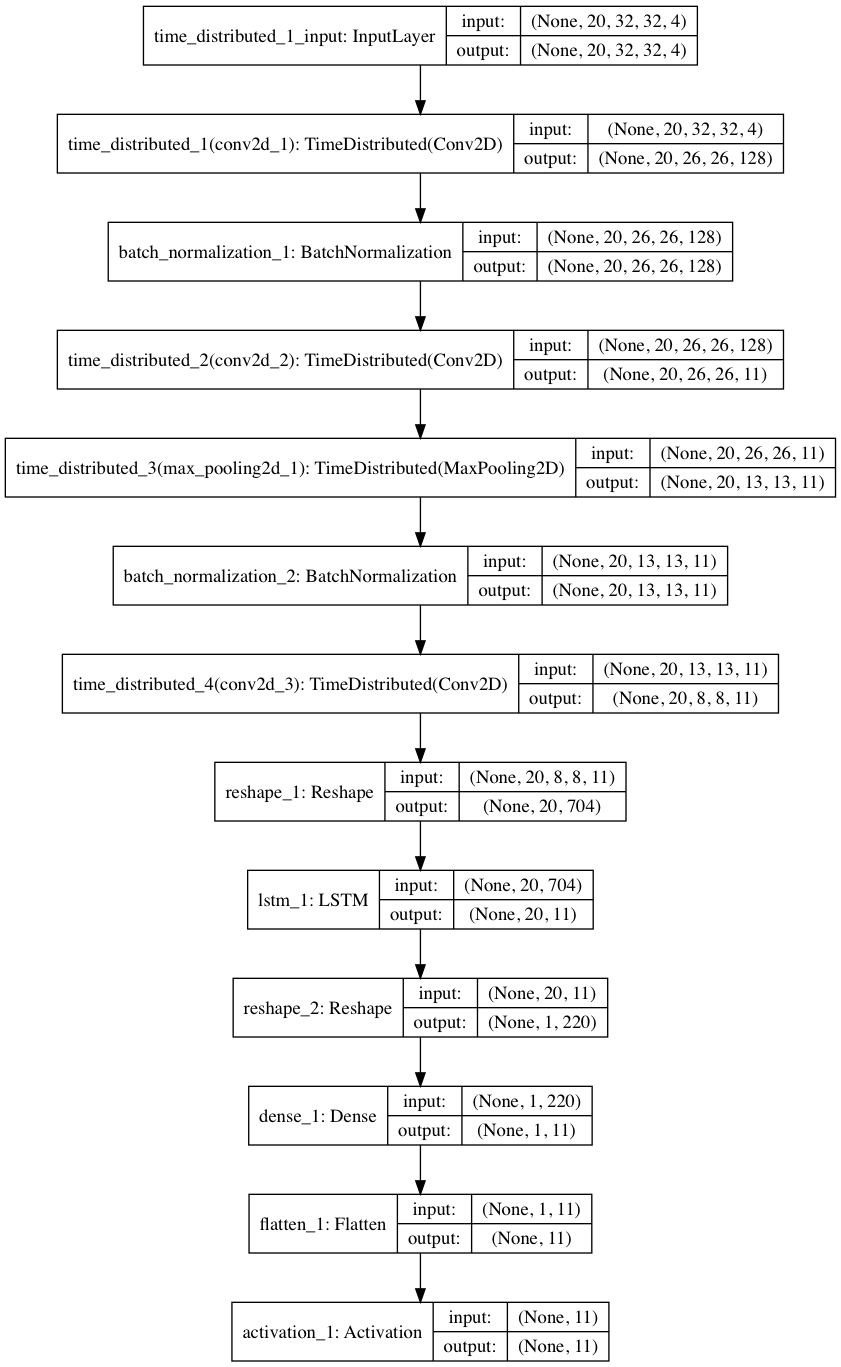 time_distributed_1_input: InputLayer
input: (None, 20, 32, 32, 4)
output: (None, 20, 32, 32, 4)
time_distributed_1(conv2d_1): TimeDistributed(Conv2D)
input: (None, 20, 32, 32, 4)
output: (None, 20, 26, 26, 128)
batch_normalization_1: BatchNormalization
input: (None, 20, 26, 26, 128)
output: (None, 20, 26, 26, 128)
time_distributed_2(conv2d_2): TimeDistributed(Conv2D)
input: (None, 20, 26, 26, 128)
output: (None, 20, 26, 26, 11)
time_distributed_3(max_pooling2d_1): TimeDistributed(MaxPooling2D)
input: (None, 20, 26, 26, 11)
output: (None, 20, 13, 13, 11)
batch_normalization_2: BatchNormalization
input: (None, 20, 13, 13, 11)
output: (None, 20, 13, 13, 11)
time_distributed_4(conv2d_3): TimeDistributed(Conv2D)
input: (None, 20, 13, 13, 11)
output: (None, 20, 8, 8, 11)
reshape_1: Reshape
input: (None, 20, 8, 8, 11)
output: (None, 20, 704)
lstm_1: LSTM
input: (None, 20, 704)
output: (None, 20, 11)
reshape_2: Reshape
input: (None, 20, 11)
output: (None, 1, 220)
dense_1: Dense
input: (None, 1, 220)
output: (None, 1, 11)
flatten_1: Flatten
input: (None, 1, 11)
output: (None, 11)
activation_1: Activation
input: (None, 11)
output: (None, 11)